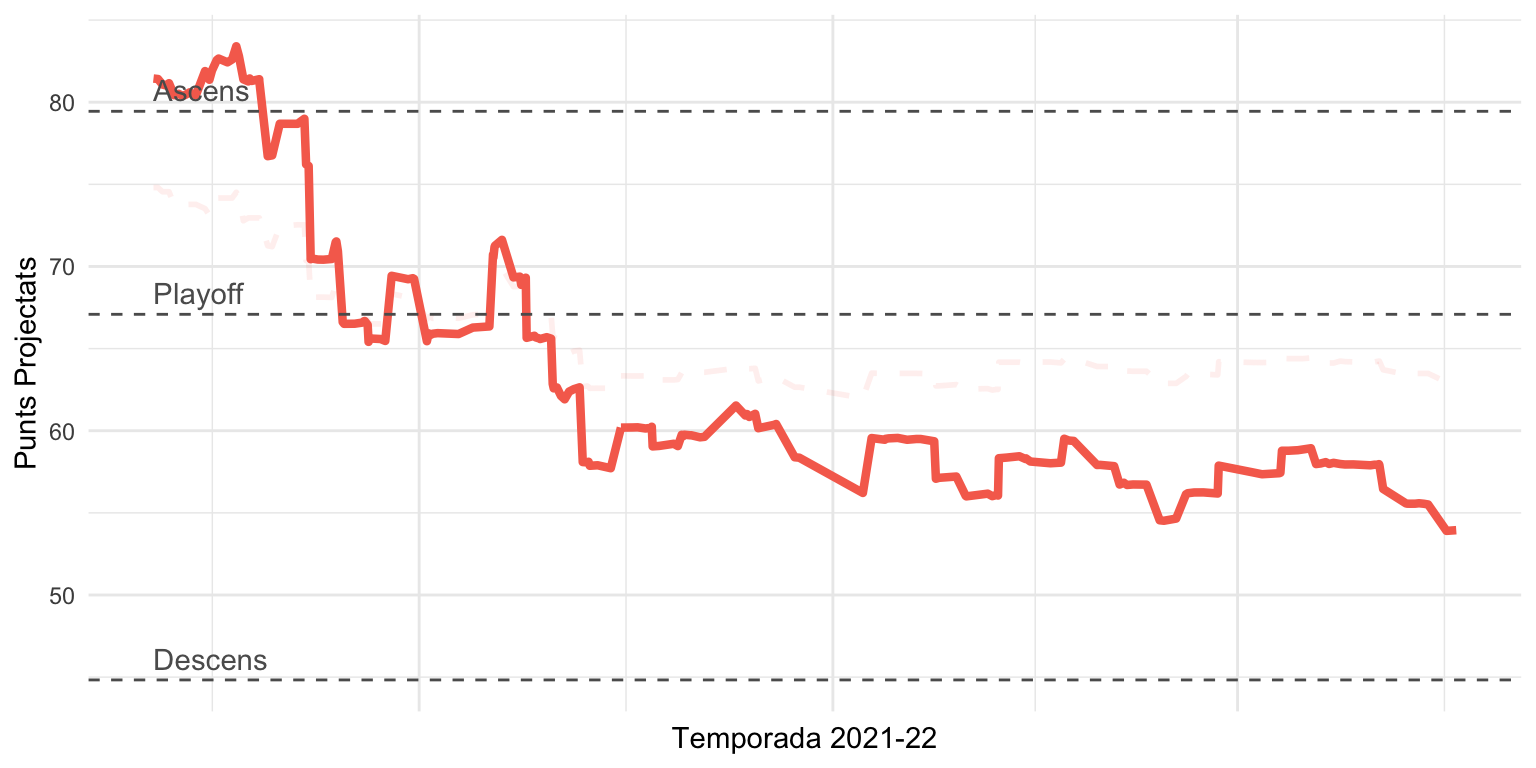 Punts Projectats
80
70
60
50
Ascens
Playoff
Descens
Temporada 2021-22